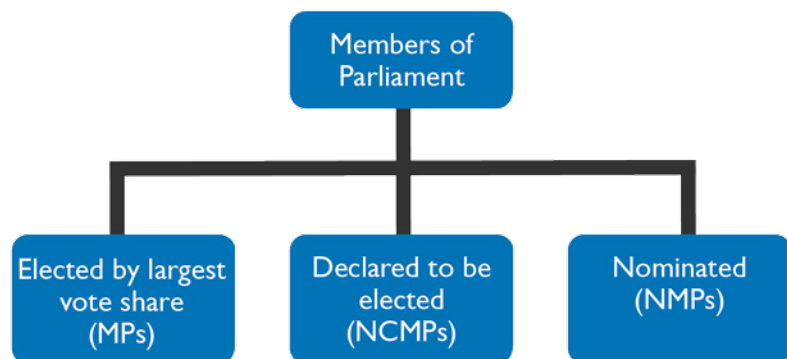 Members of
Parliament
Elected by largest
vote share
(MPs)
Declared to be
elected
(NCMPs)
Nominated
(NMPs)